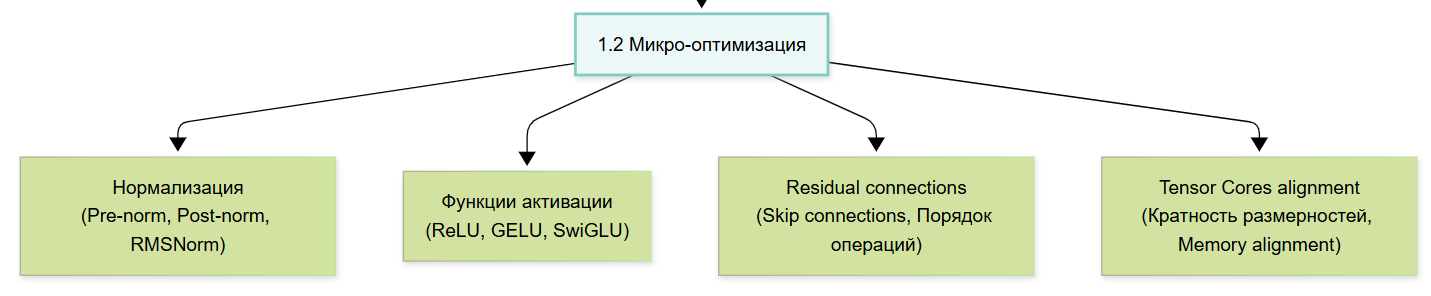 1.2 Микро-оптимизация
Нормализация
(Pre-norm, Post-norm,
RMSNorm)
Функции активации
(ReLU, GELU, SwiGLU)
Residual connections
(Skip connections, Порядок
операций)
Tensor Cores alignment
(Кратность размерностей,
Memory alignment)